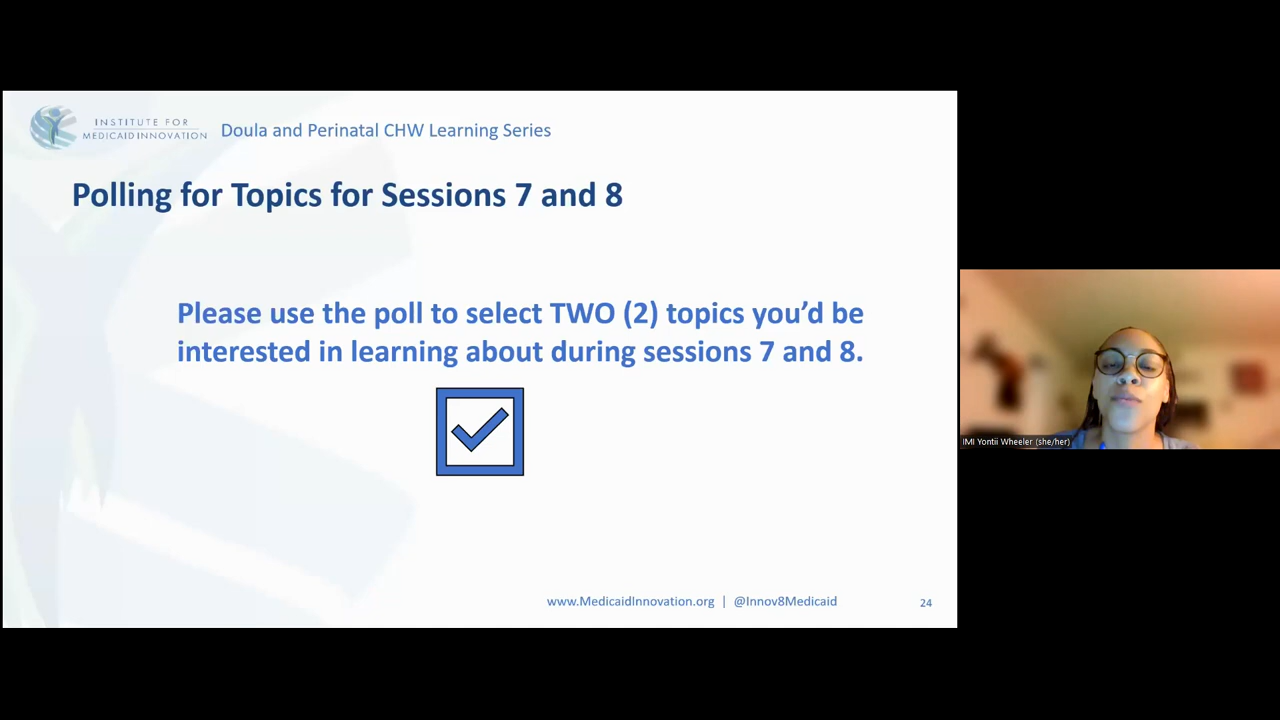 INSTITUTE FOR
MEDICAID INNOVATION
Doula and Perinatal CHW Learning Series
Polling for Topics for Sessions 7 and 8
Please use the poll to select TWO (2) topics you’d be
interested in learning about during sessions 7 and 8.
www.MedicaidInnovation.org | @Innov8Medicaid
24
IMI Yontii Wheeler (she/her)